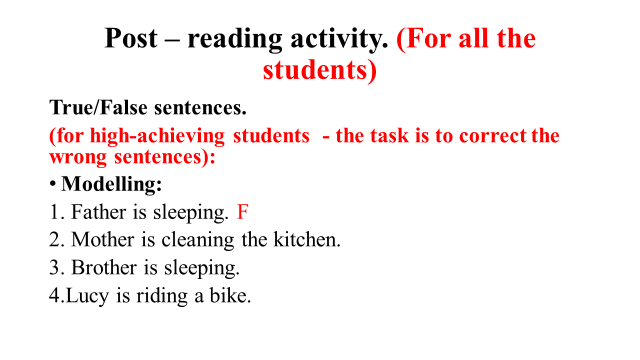 Post – reading activity. (For all the
students)
True/False sentences.
(for high-achieving students  - the task is to correct the
wrong sentences):
• Modelling:
1. Father is sleeping. F
2. Mother is cleaning the kitchen.
3. Brother is sleeping.
4.Lucy is riding a bike.